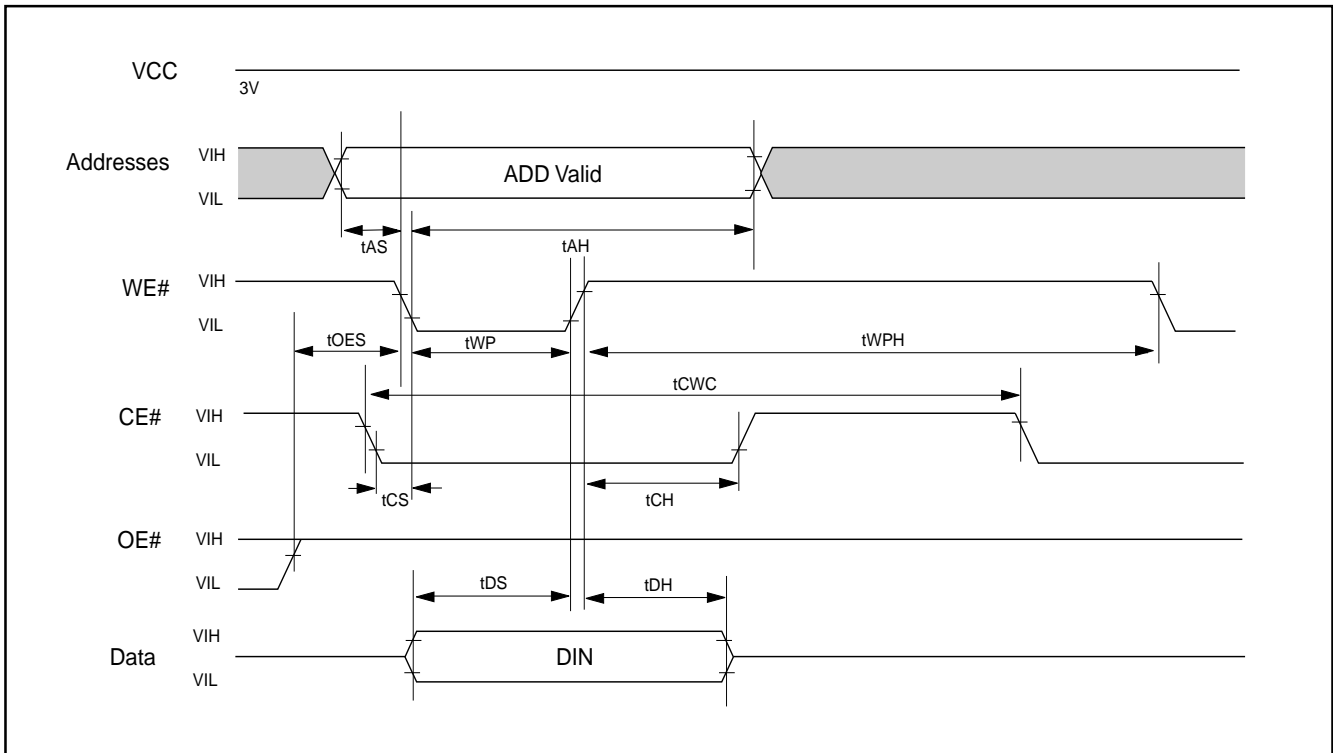 VCC
3V
Addresses
VIH
ADD Valid
VIL
tAS
tAH
WE#
VIH
VIL
tOES
tWP
tWPH
tCWC
CE#
VIH
VIL
tCS
tCH
OE#
VIH
VIL
tDS
tDH
Data
VIH
DIN
VIL